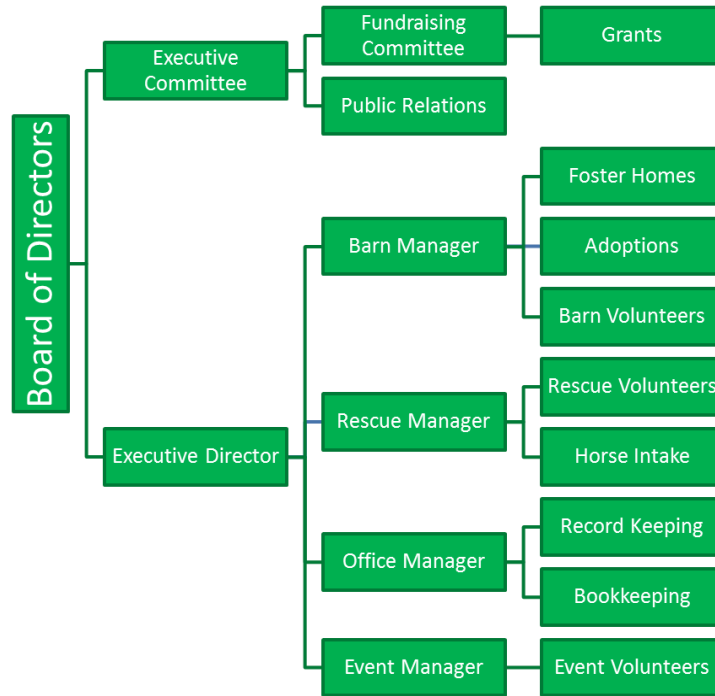 Board of Directors
Executive
Committee
Fundraising
Committee
Grants
Public Relations
Executive Director
Barn Manager
Foster Homes
Adoptions
Barn Volunteers
Rescue Manager
Rescue Volunteers
Horse Intake
Office Manager
Record Keeping
Bookkeeping
Event Manager
Event Volunteers